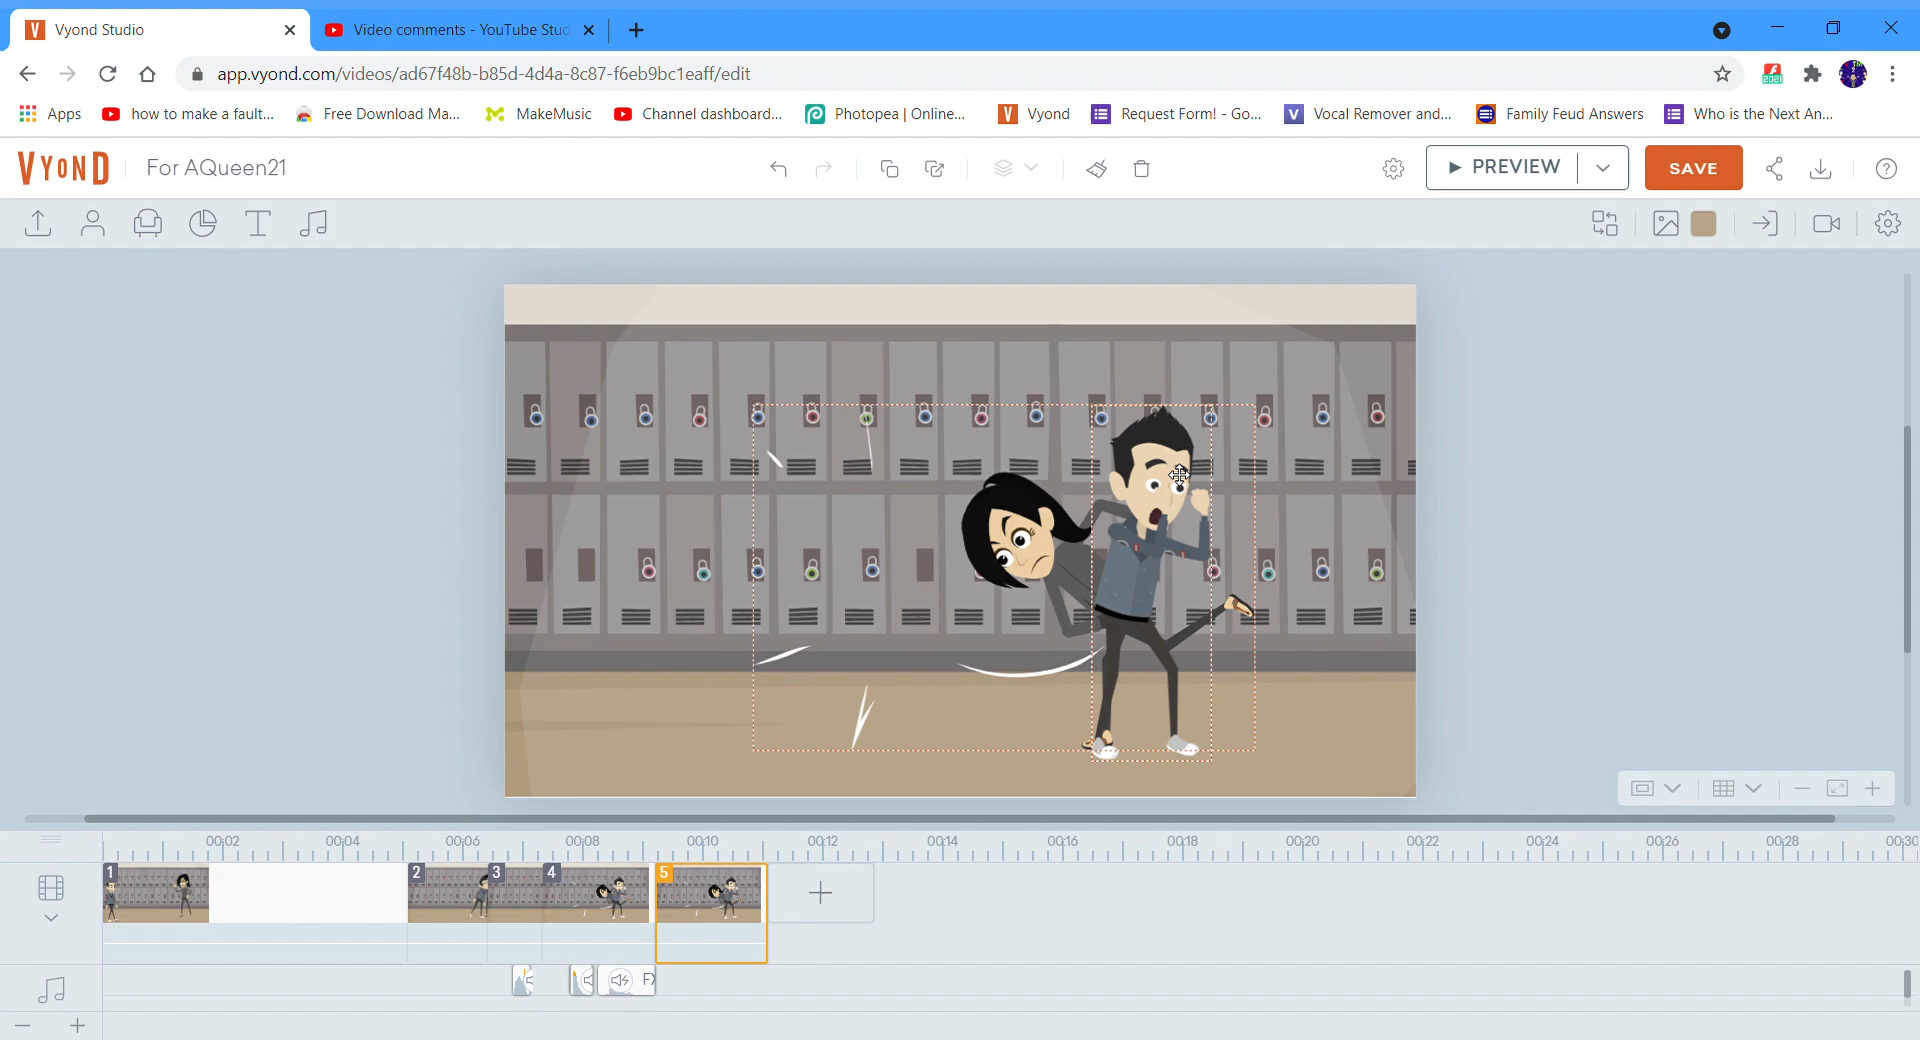 Vyond Studio
Video comments - YouTube Stud
app.vyond.com/videos/ad67f48b-b85d-4d4a-8c87-f6eb9bc1eaff/edit
Apps how to make a fault... Free Download Ma... MakeMusic Channel dashboard... Photopea | Online... Vyond Request Form! - Go... Vocal Remover and... Family Feud Answers Who is the Next An...
VYOND For AQueen21 PREVIEW SAVE
00:02 00:04 00:06 00:08 00:10 00:12 00:14 00:16 00:18 00:20 00:22 00:24 00:26 00:28 00:30
1 2 3 4 5
FX